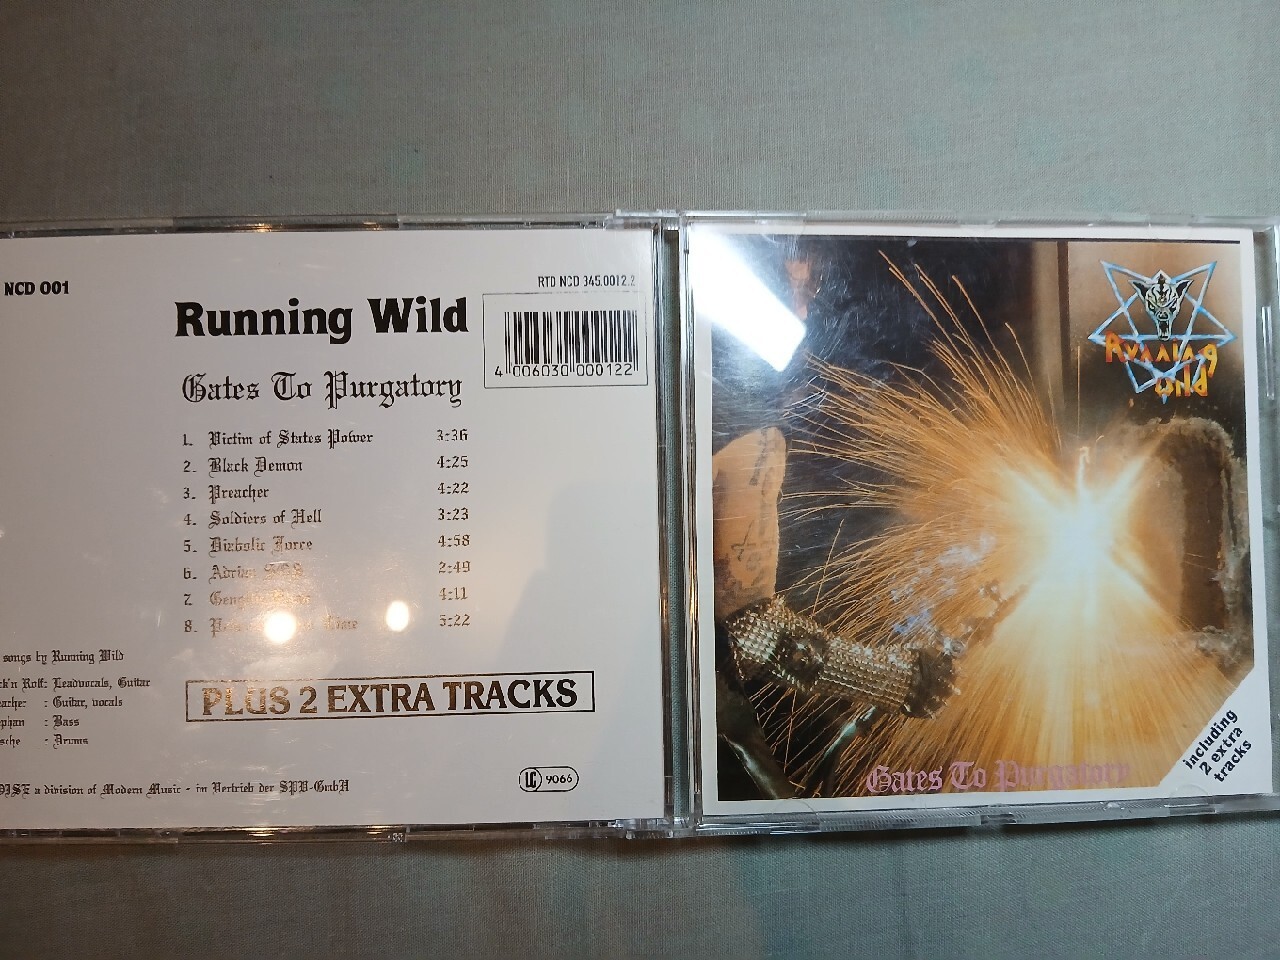 NCD 001
RTD NCD 345.0012.2
Running Wild
4 006030 000122
Gates To Purgatory
1. Victim of States Power 3:36
2. Black Demon 4:25
3. Preacher 4:22
4. Soldiers of Hell 3:23
5. Diabolic Force 4:58
6. Adrian 2:49
7. 4:11
8. Time 5:22
songs by Running Wild
: Leadvocals, Guitar
: Guitar, vocals
: Bass
: Drums
PLUS 2 EXTRA TRACKS
a division of Modern Music - im Vertrieb der SPV-GmbH
LC 9066
Running
Wild
Gates To Purgatory
including
2 extra
tracks